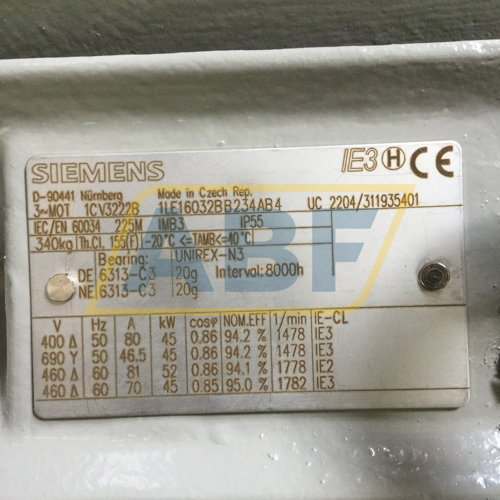 SIEMENS IE3 H CE
D-90441 Nürnberg Made in Czech Rep.
3~MOT 1CV3222B 1LE16032BB234AB4 UC 2204/311935401
IEC/EN 60034 225M IMB3 IP55
340kg Th.Cl. 155(F) -20°C <=TAMB<=40°C
Bearing: UNIREX-N3
DE 6313-C3 20g Interval: 8000h
NE 6313-C3 20g
V Hz A kW cosφ NOM.EFF 1/min IE-CL
400 Δ 50 80 45 0.86 94.2 % 1478 IE3
690 Y 50 46.5 45 0.86 94.2 % 1478 IE3
460 Δ 60 81 52 0.86 94.1 % 1778 IE2
460 Δ 60 70 45 0.85 95.0 % 1782 IE3
ABF